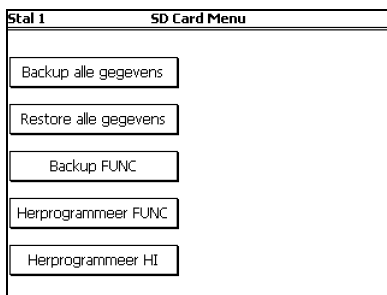 Stal 1 SD Card Menu
Backup alle gegevens
Restore alle gegevens
Backup FUNC
Herprogrammeer FUNC
Herprogrammeer HI